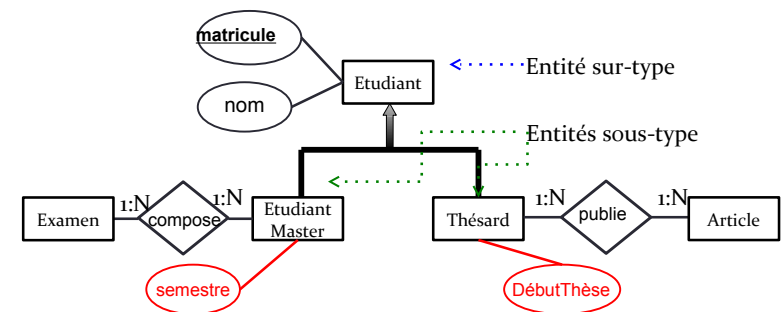 matricule
Etudiant
Entité sur-type
nom
Entités sous-type
Examen
1:N
compose
1:N
Etudiant
Master
Thésard
1:N
publie
1:N
Article
semestre
DébutThèse